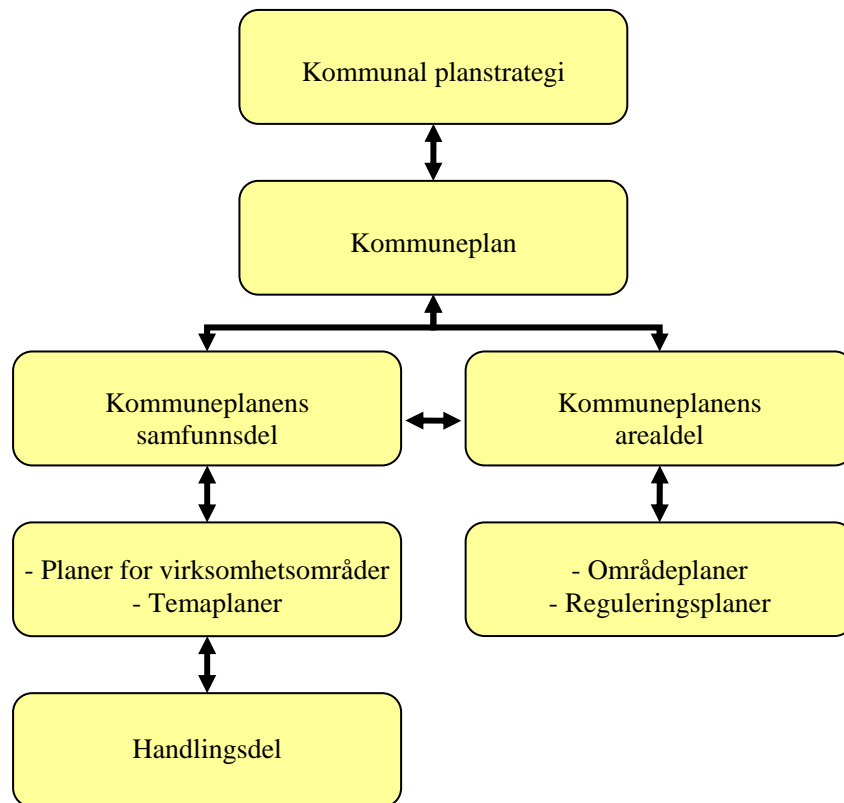 Kommunal planstrategi
Kommuneplan
Kommuneplanens
samfunnsdel
Kommuneplanens
arealdel
- Planer for virksomhetsområder
- Temaplaner
- Områdeplaner
- Reguleringsplaner
Handlingsdel